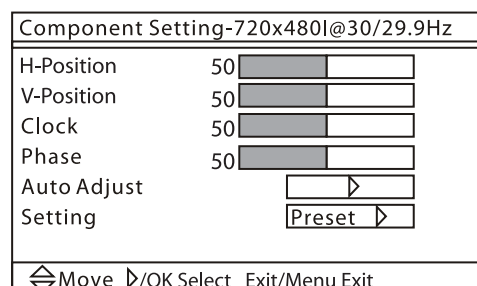 Component Setting-720x480I@30/29.9Hz
H-Position 50
V-Position 50
Clock 50
Phase 50
Auto Adjust
Setting Preset
Move /OK Select Exit/Menu Exit